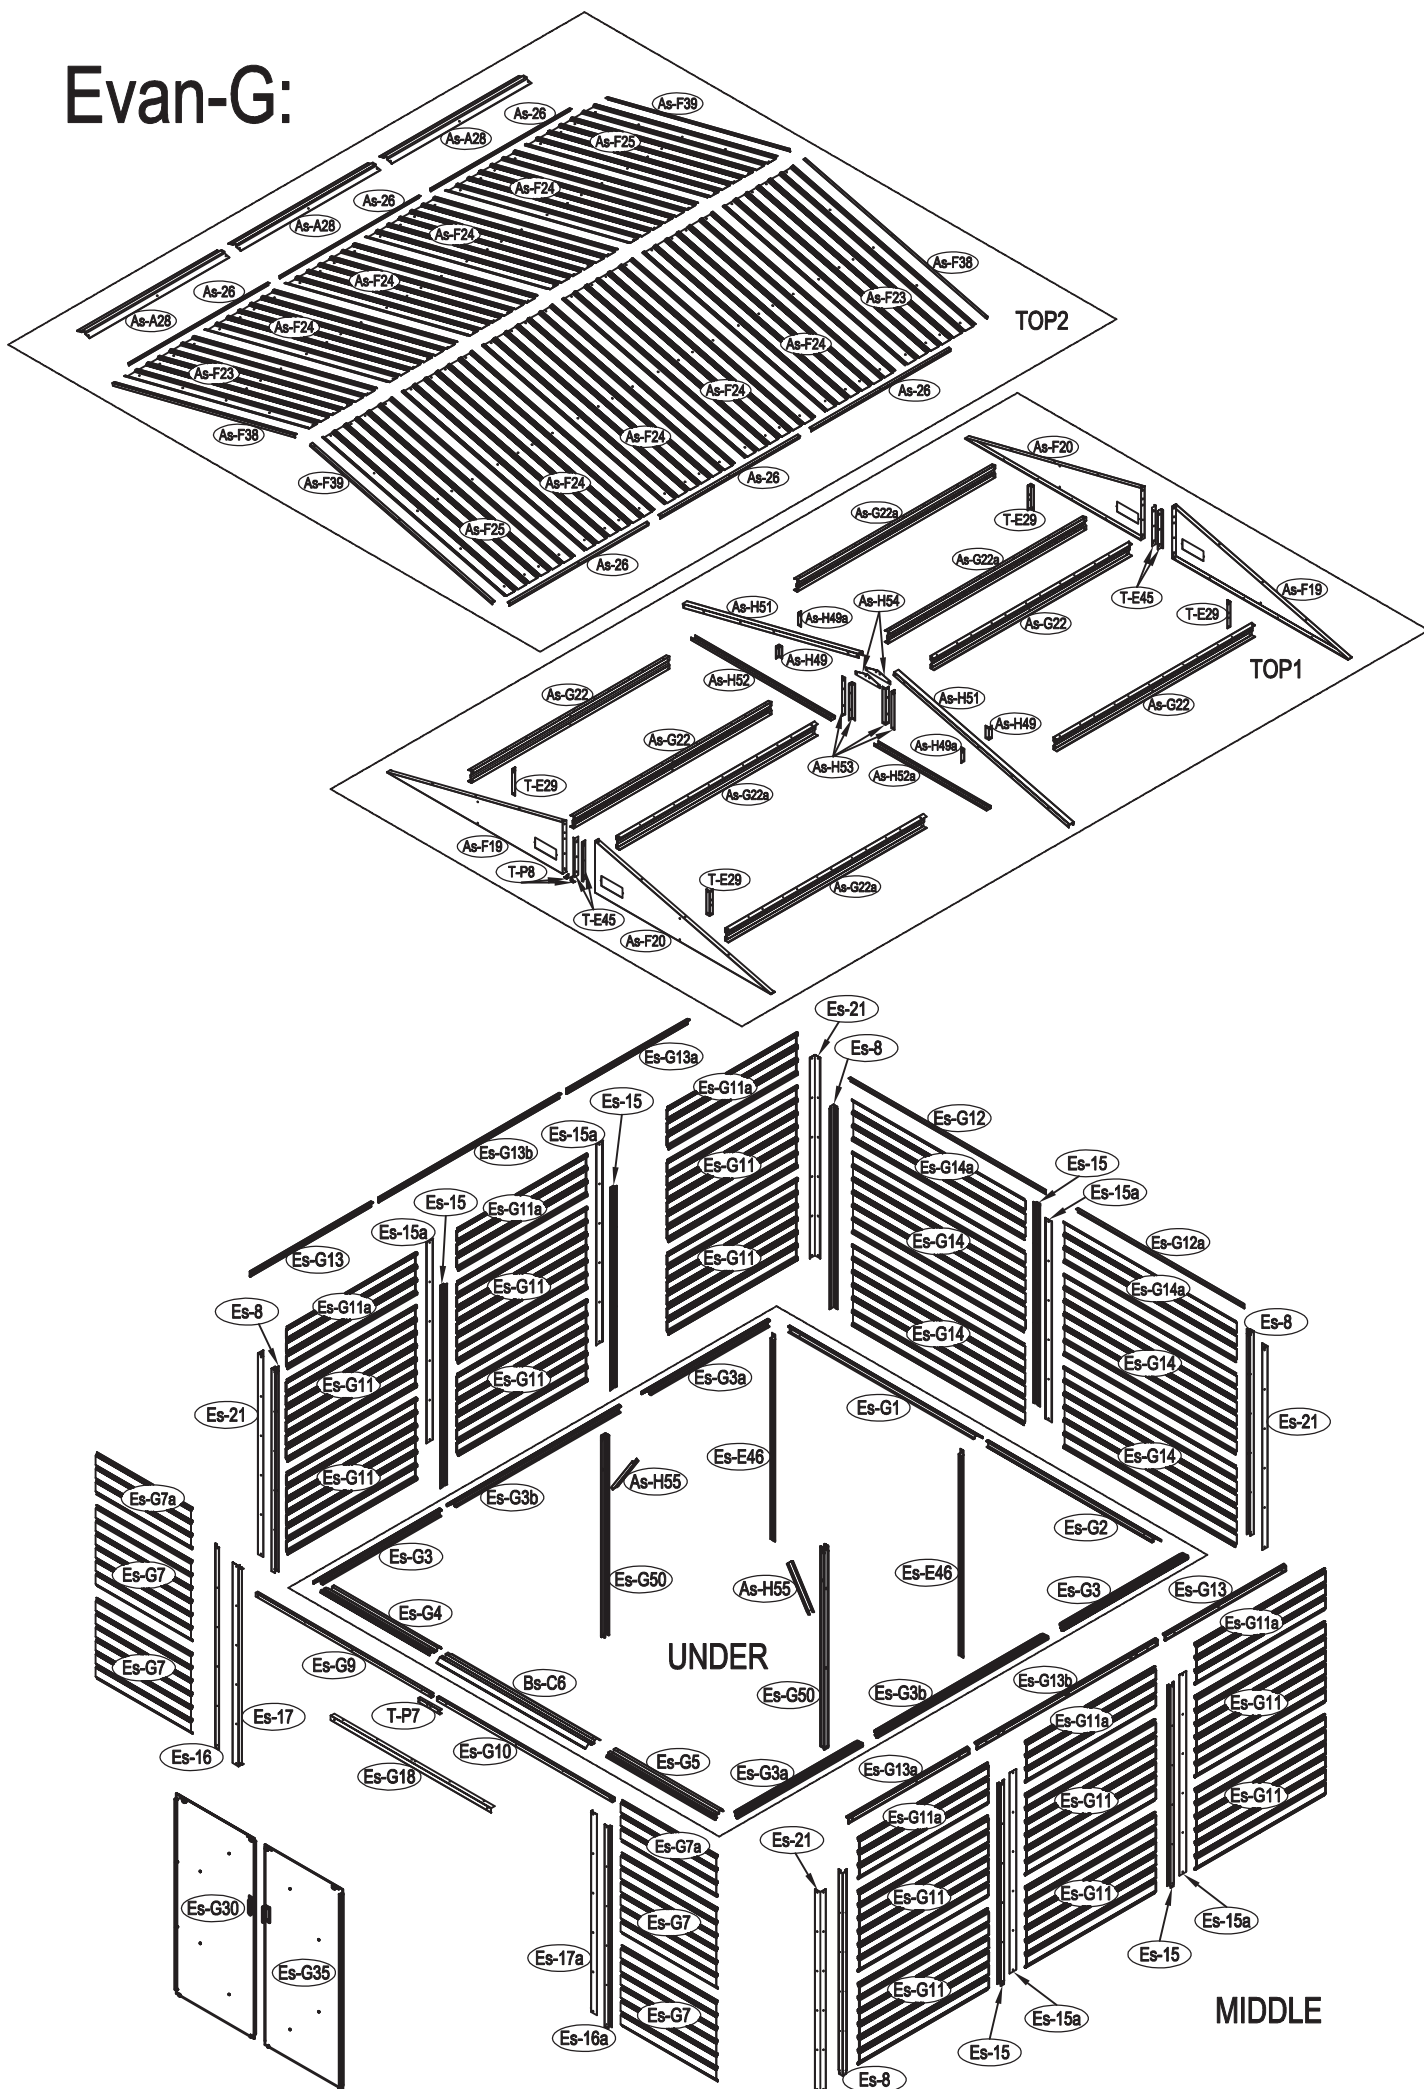 Evan-G:
As-F39
As-26
As-A28
As-F25
As-F24
As-26
As-A28
As-F24
As-F38
As-F24
As-26
As-F23
As-A28
As-F24
TOP2
As-F24
As-F23
As-F24
As-26
As-F38
As-F24
As-F39
As-26
As-F24
As-F25
As-26
As-F20
As-G22a
T-E29
As-G22a
As-F19
T-E45
As-H51
As-H54
As-H49a
T-E29
As-G22
As-H49
TOP1
As-H52
As-G22
As-H51
As-G22
As-H49
As-G22
As-H49a
As-H53
As-H52a
T-E29
As-G22a
As-F19
T-P8
T-E29
As-G22a
T-E45
As-F20
Es-21
Es-8
Es-G13a
Es-G11a
Es-15
Es-G12
Es-15a
Es-G13b
Es-G11
Es-G14a
Es-15
Es-15a
Es-15
Es-G11a
Es-15a
Es-G14
Es-G12a
Es-G13
Es-G11
Es-G11
Es-G14a
Es-G11a
Es-8
Es-8
Es-G14
Es-G14
Es-G11
Es-G11
Es-G3a
Es-G1
Es-21
Es-21
Es-G14
Es-E46
Es-G11
As-H55
Es-G3b
Es-G7a
Es-G2
Es-G3
Es-G7
Es-G50
As-H55
Es-E46
Es-G3
Es-G13
Es-G4
Es-G11a
UNDER
Es-G9
Es-G7
Bs-C6
Es-G13b
Es-G50
Es-G3b
Es-G11
T-P7
Es-17
Es-G11a
Es-G10
Es-16
Es-G5
Es-G3a
Es-G13a
Es-G18
Es-G11
Es-G11
Es-G11a
Es-21
Es-G7a
Es-G11
Es-G11
Es-G30
Es-15a
Es-G7
Es-15
Es-17a
Es-G35
Es-G11
MIDDLE
Es-G7
Es-15a
Es-16a
Es-15
Es-8